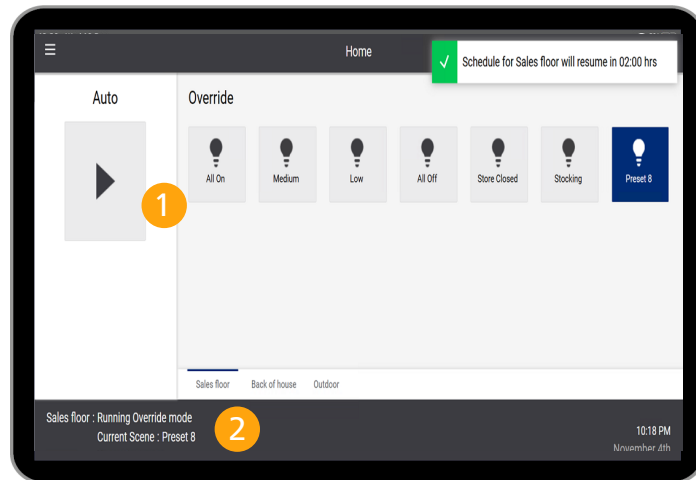 Home
Schedule for Sales floor will resume in 02:00 hrs
Auto
Override
All On
Medium
Low
All Off
Store Closed
Stocking
Preset 8
1
Sales floor
Back of house
Outdoor
Sales floor : Running Override mode
Current Scene : Preset 8
2
10:18 PM
November 4th